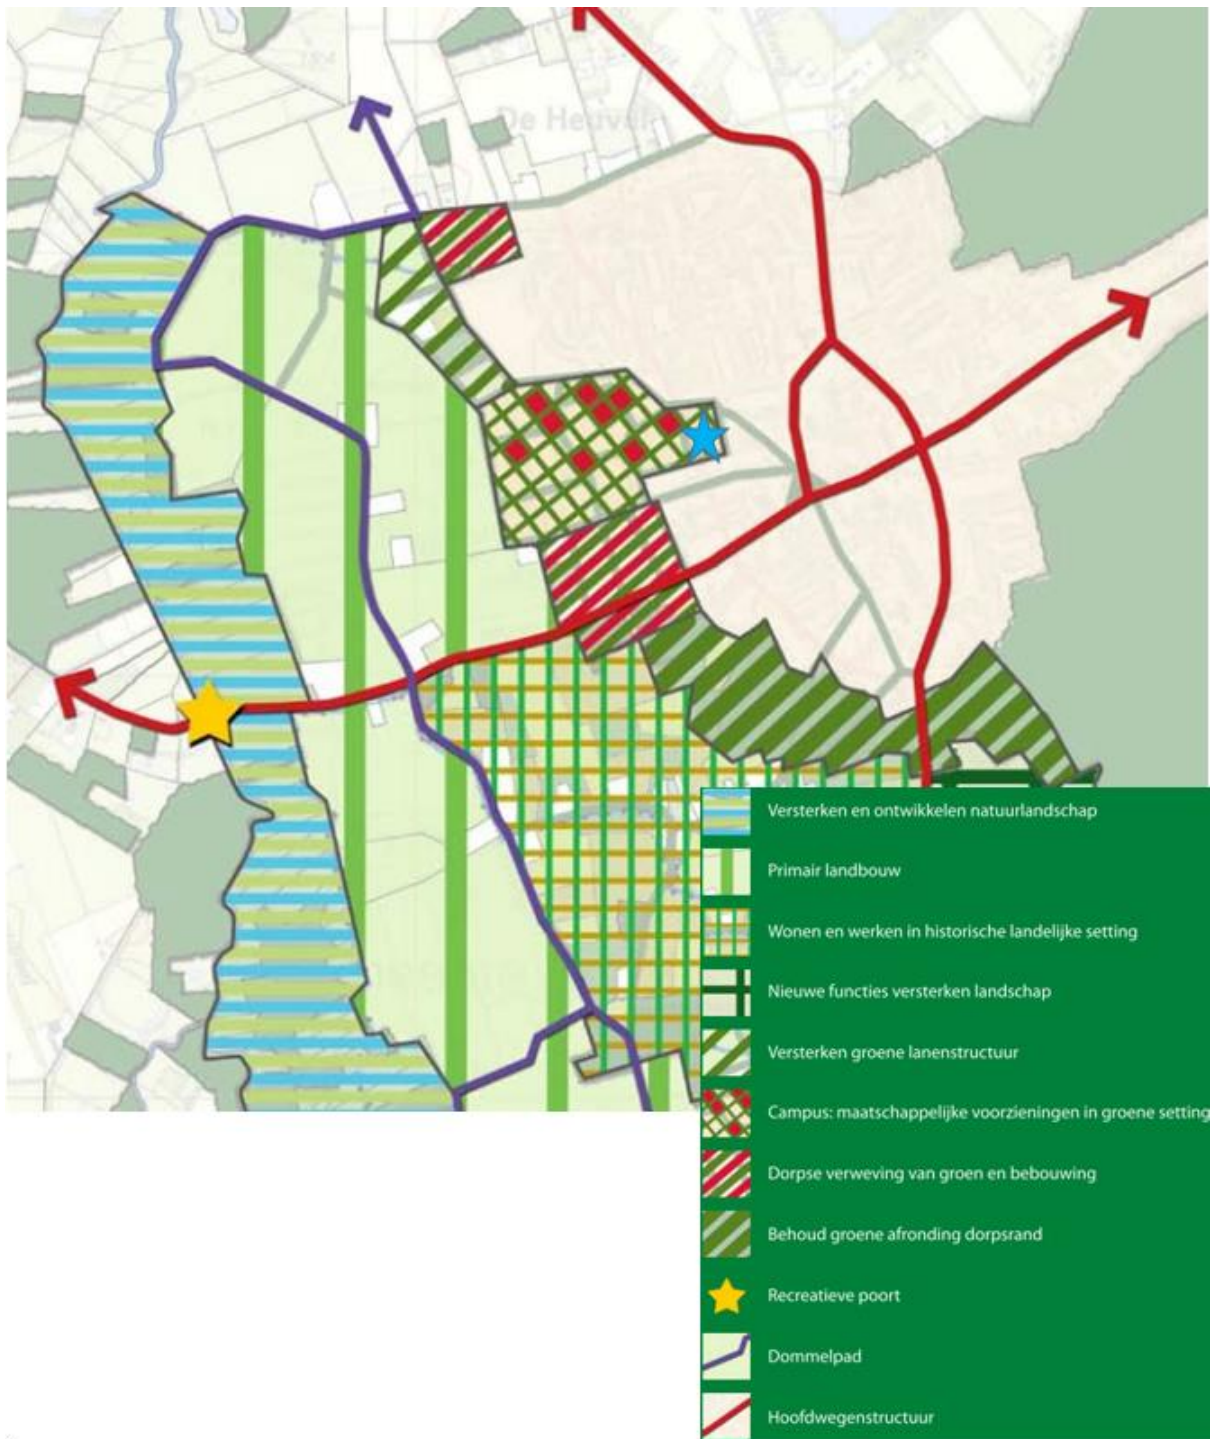 De Heuvel
Versterken en ontwikkelen natuurlandschap
Primair landbouw
Wonen en werken in historische landelijke setting
Nieuwe functies versterken landschap
Versterken groene lanenstructuur
Campus: maatschappelijke voorzieningen in groene setting
Dorpse verweving van groen en bebouwing
Behoud groene afronding dorpsrand
Recreatieve poort
Dommelpad
Hoofdwegenstructuur